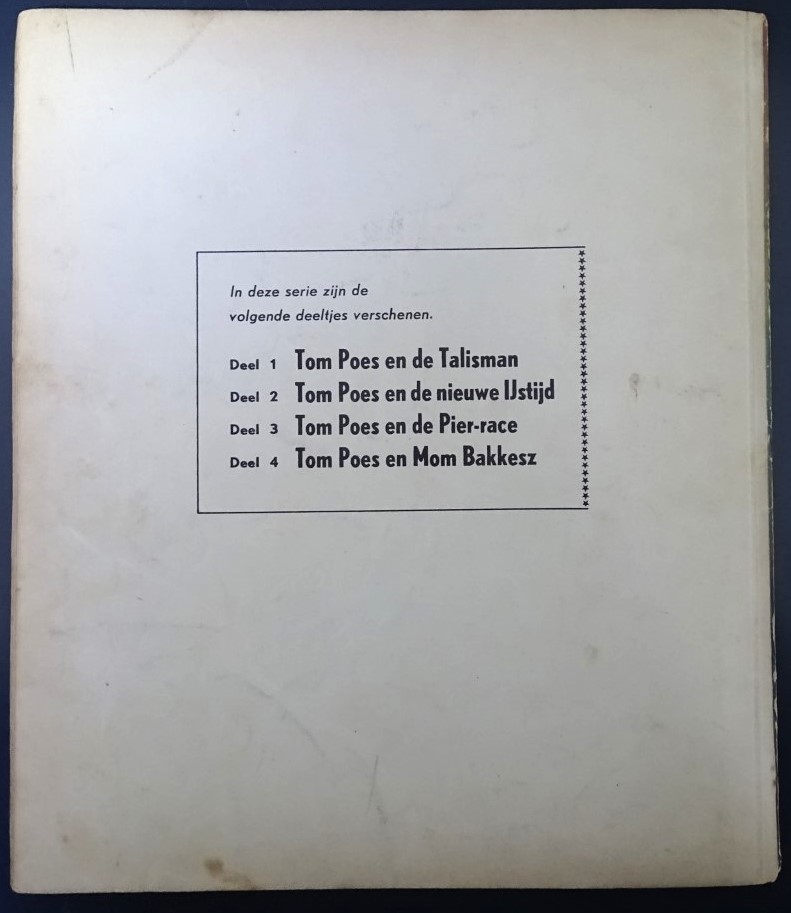 In deze serie zijn de
volgende deeltjes verschenen.
Deel 1 Tom Poes en de Talisman
Deel 2 Tom Poes en de nieuwe IJstijd
Deel 3 Tom Poes en de Pier-race
Deel 4 Tom Poes en Mom Bakkesz